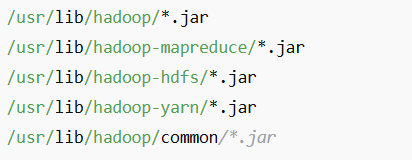 /usr/lib/hadoop/*.jar
/usr/lib/hadoop-mapreduce/*.jar
/usr/lib/hadoop-hdfs/*.jar
/usr/lib/hadoop-yarn/*.jar
/usr/lib/hadoop/common/*.jar